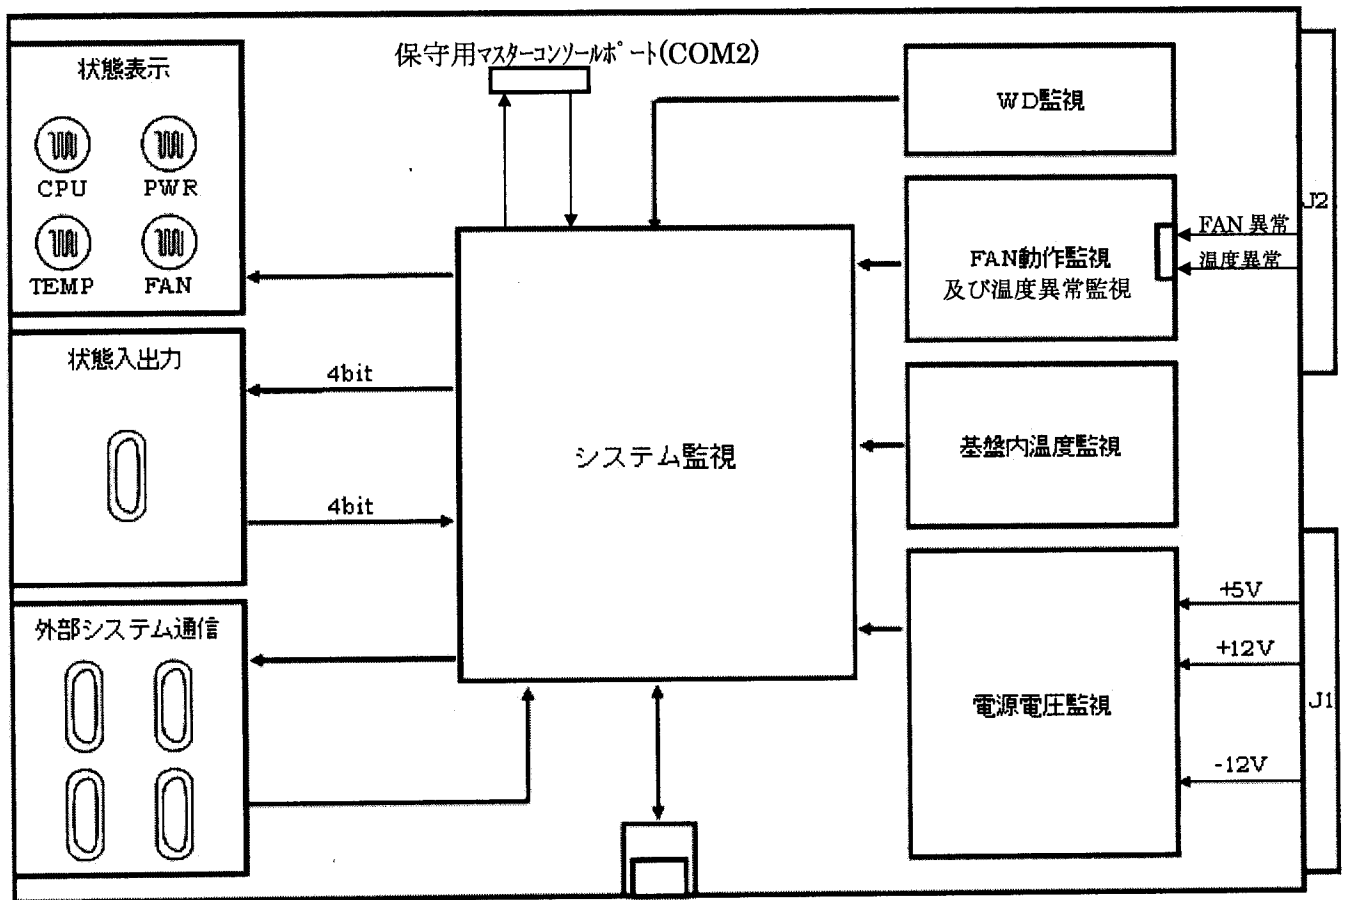 保守用マスターコンソールポート(COM2)
状態表示
CPU
PWR
TEMP
FAN
状態入出力
4bit
4bit
外部システム通信
システム監視
WD監視
FAN動作監視
及び温度異常監視
FAN 異常
温度異常
J2
基盤内温度監視
電源電圧監視
+5V
+12V
-12V
J1